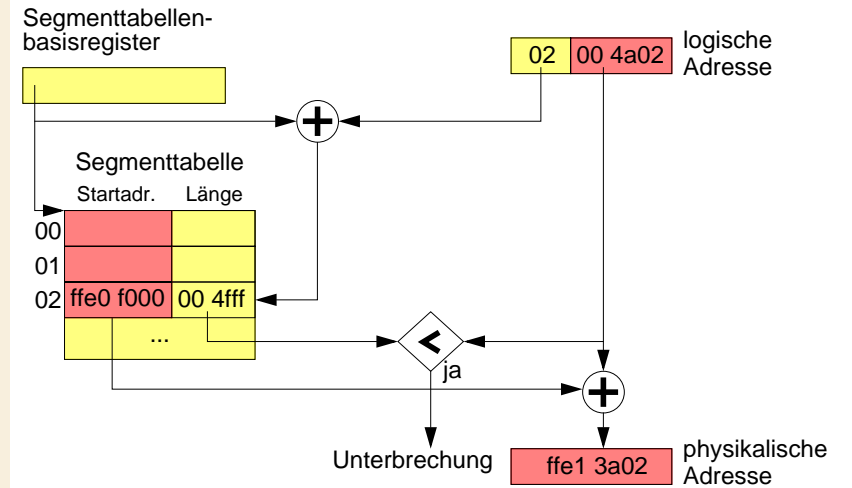 Segmenttabellen-
basisregister
02 00 4a02
logische
Adresse
+
Segmenttabelle
Startadr. Länge
00
01
02 ffe0 f000 00 4fff
...
<
ja
+
Unterbrechung
ffe1 3a02
physikalische
Adresse